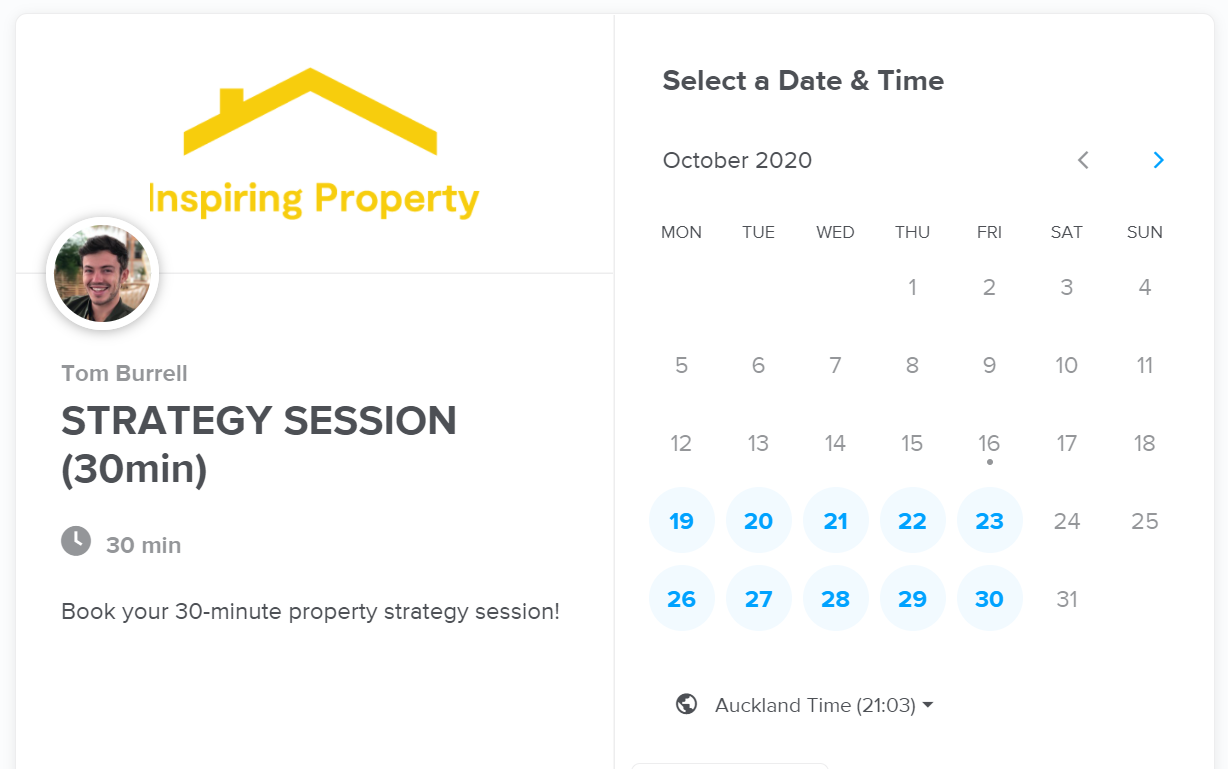 Inspiring Property
Tom Burrell
STRATEGY SESSION
(30min)
30 min
Book your 30-minute property strategy session!
Select a Date & Time
October 2020
MON TUE WED THU FRI SAT SUN
1 2 3 4
5 6 7 8 9 10 11
12 13 14 15 16 17 18
19 20 21 22 23 24 25
26 27 28 29 30 31
Auckland Time (21:03)